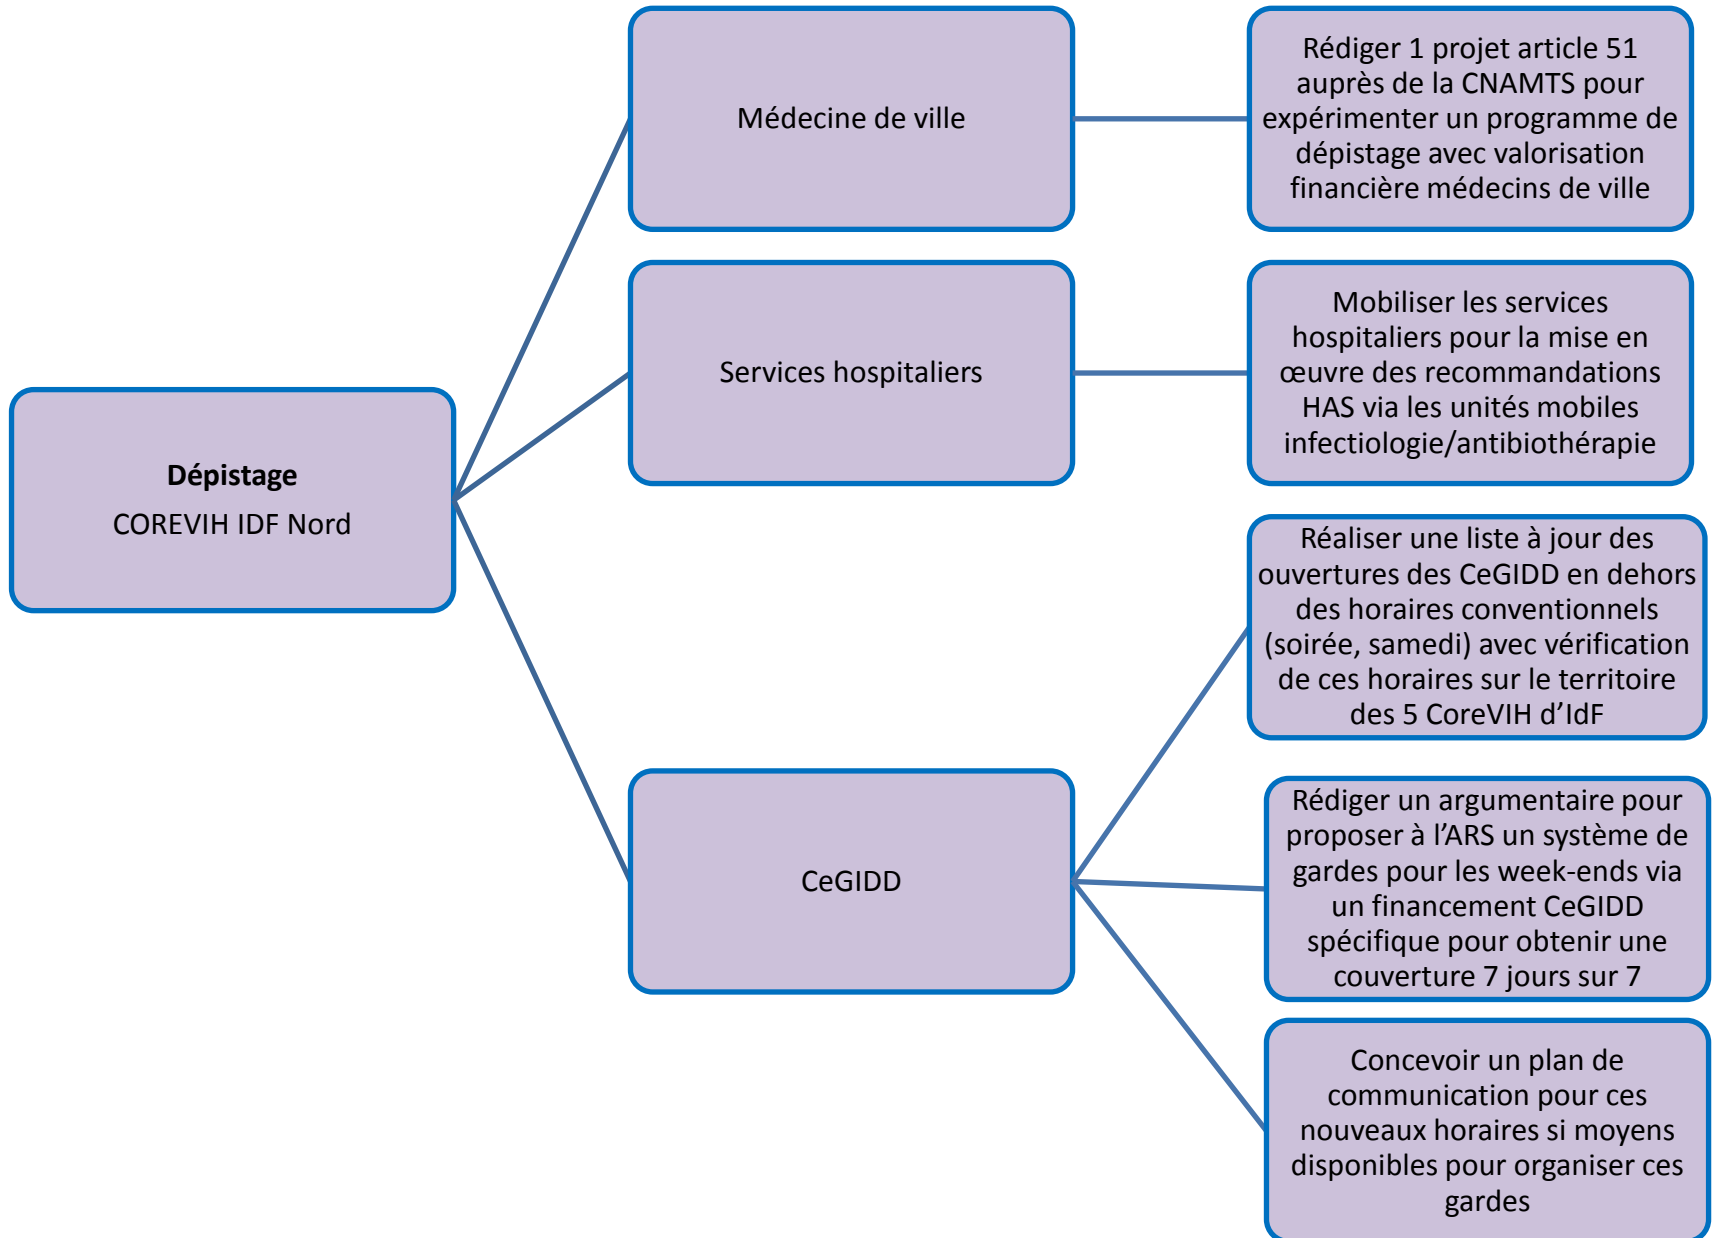 Dépistage
COREVIH IDF Nord
Médecine de ville
Rédiger 1 projet article 51
auprès de la CNAMTS pour
expérimenter un programme de
dépistage avec valorisation
financière médecins de ville
Services hospitaliers
Mobiliser les services
hospitaliers pour la mise en
œuvre des recommandations
HAS via les unités mobiles
infectiologie/antibiothérapie
CeGIDD
Réaliser une liste à jour des
ouvertures des CeGIDD en dehors
des horaires conventionnels
(soirée, samedi) avec vérification
de ces horaires sur le territoire
des 5 CoreVIH d’IdF
Rédiger un argumentaire pour
proposer à l’ARS un système de
gardes pour les week-ends via
un financement CeGIDD
spécifique pour obtenir une
couverture 7 jours sur 7
Concevoir un plan de
communication pour ces
nouveaux horaires si moyens
disponibles pour organiser ces
gardes